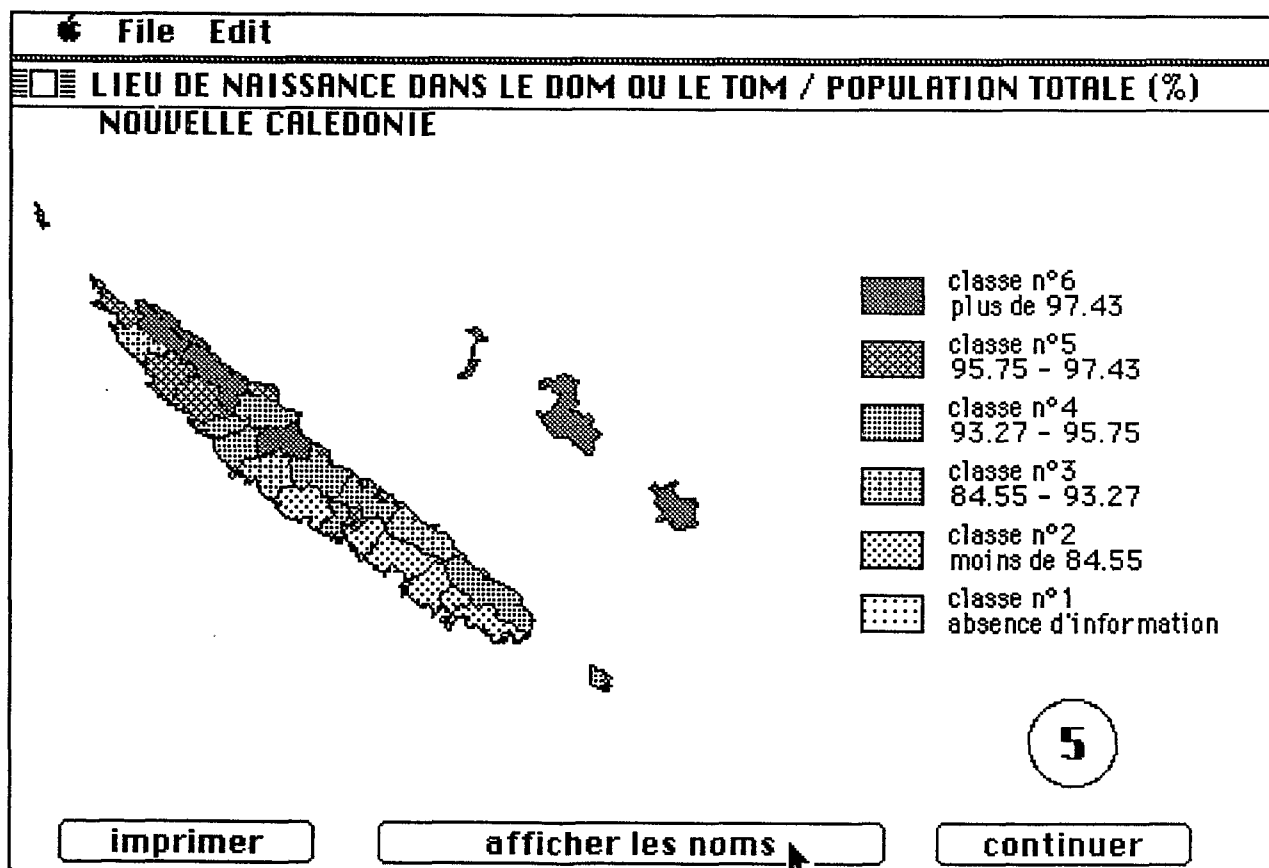 File Edit
LIEU DE NAISSANCE DANS LE DOM OU LE TOM / POPULATION TOTALE (%)
NOUVELLE CALEDONIE
classe n°6
plus de 97.43
classe n°5
95.75 - 97.43
classe n°4
93.27 - 95.75
classe n°3
84.55 - 93.27
classe n°2
moins de 84.55
classe n°1
absence d'information
5
imprimer
afficher les noms
continuer